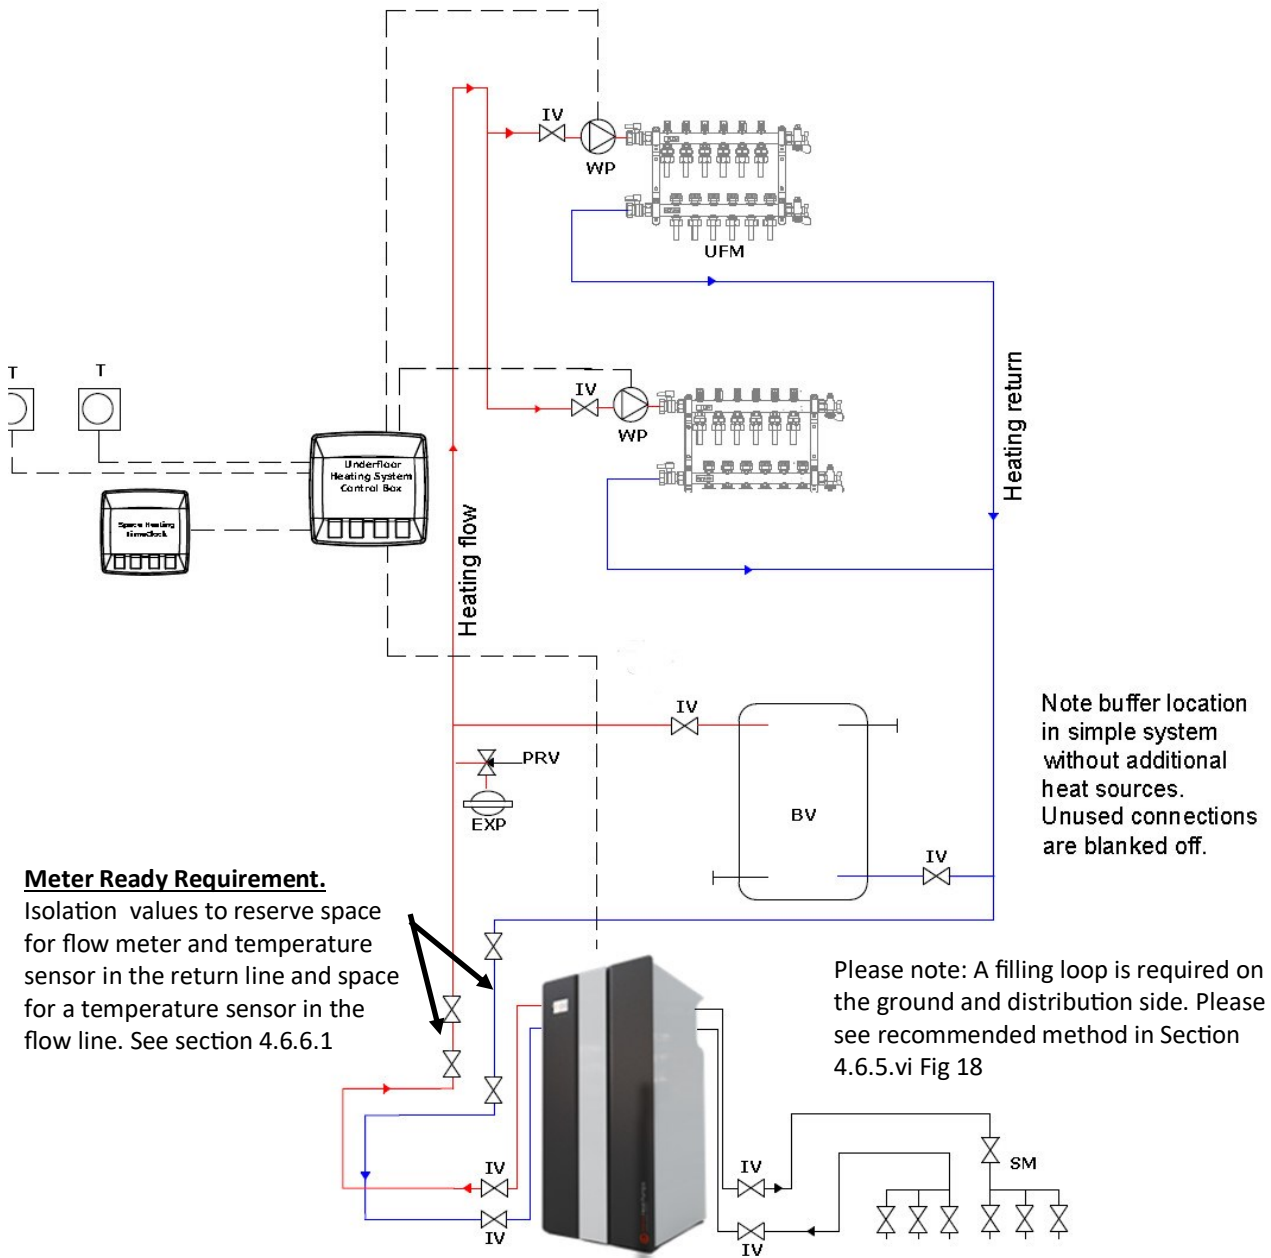 IV
WP
UFM
T
T
IV
WP
Underfloor
Heating System
Control Box
Space Heating
TimeClock
Heating flow
Heating return
IV
PRV
EXP
BV
IV
Note buffer location
in simple system
without additional
heat sources.
Unused connections
are blanked off.
Meter Ready Requirement.
Isolation values to reserve space
for flow meter and temperature
sensor in the return line and space
for a temperature sensor in the
flow line. See section 4.6.6.1
Please note: A filling loop is required on
the ground and distribution side. Please
see recommended method in Section
4.6.5.vi Fig 18
IV
IV
IV
IV
SM